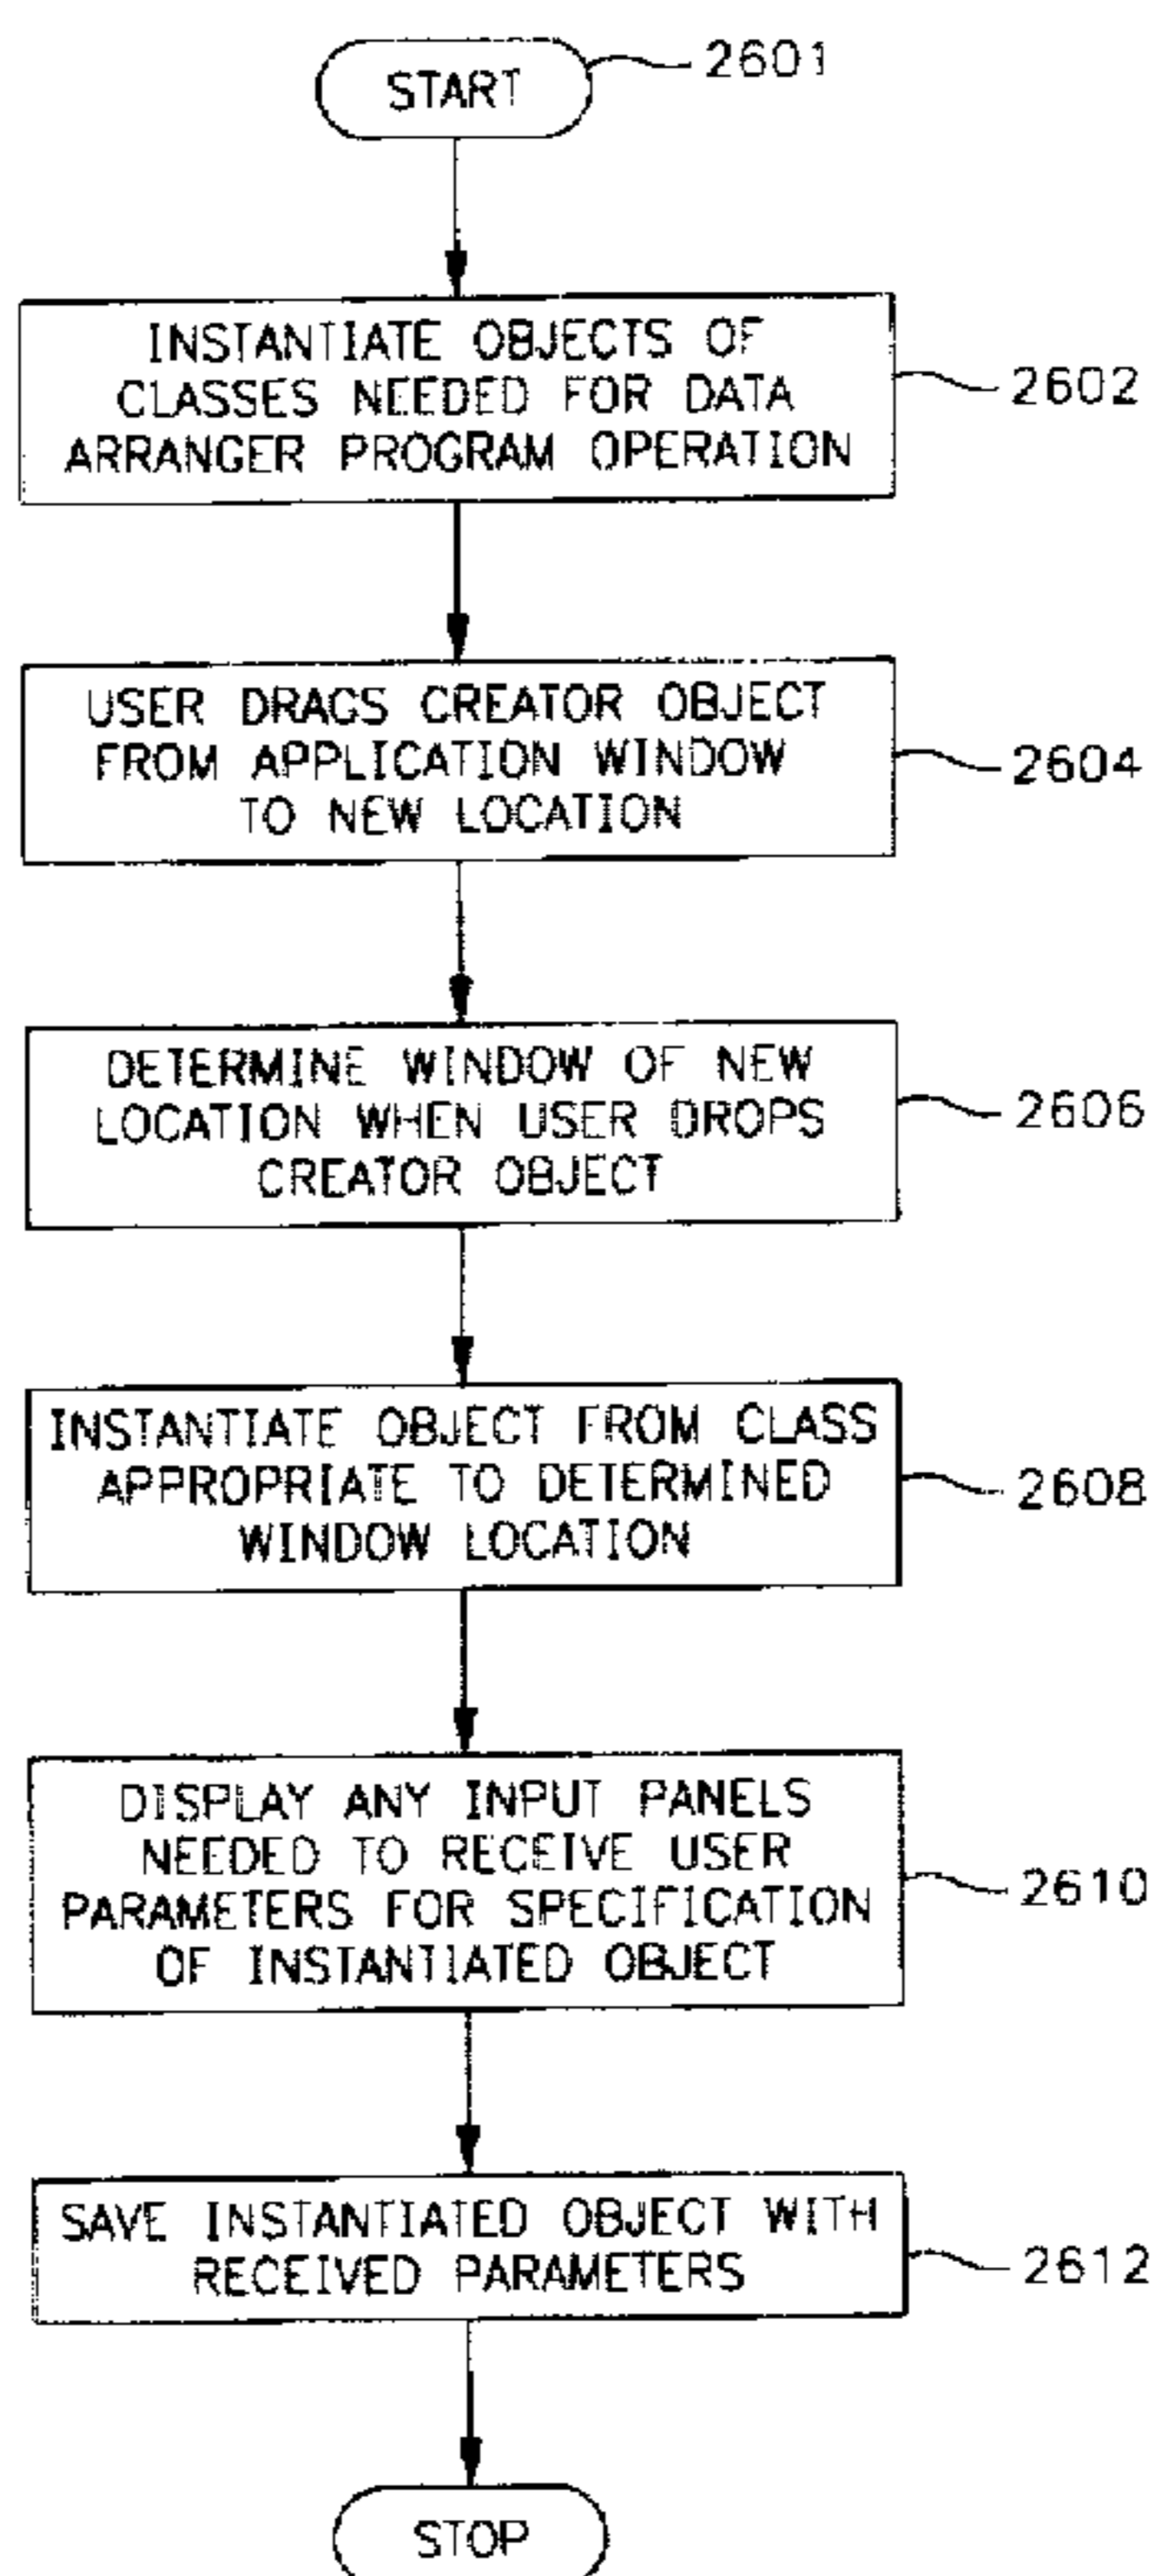 START
2601
INSTANTIATE OBJECTS OF
CLASSES NEEDED FOR DATA
ARRANGER PROGRAM OPERATION
2602
USER DRAGS CREATOR OBJECT
FROM APPLICATION WINDOW
TO NEW LOCATION
2604
DETERMINE WINDOW OF NEW
LOCATION WHEN USER DROPS
CREATOR OBJECT
2606
INSTANTIATE OBJECT FROM CLASS
APPROPRIATE TO DETERMINED
WINDOW LOCATION
2608
DISPLAY ANY INPUT PANELS
NEEDED TO RECEIVE USER
PARAMETERS FOR SPECIFICATION
OF INSTANTIATED OBJECT
2610
SAVE INSTANTIATED OBJECT WITH
RECEIVED PARAMETERS
2612
STOP